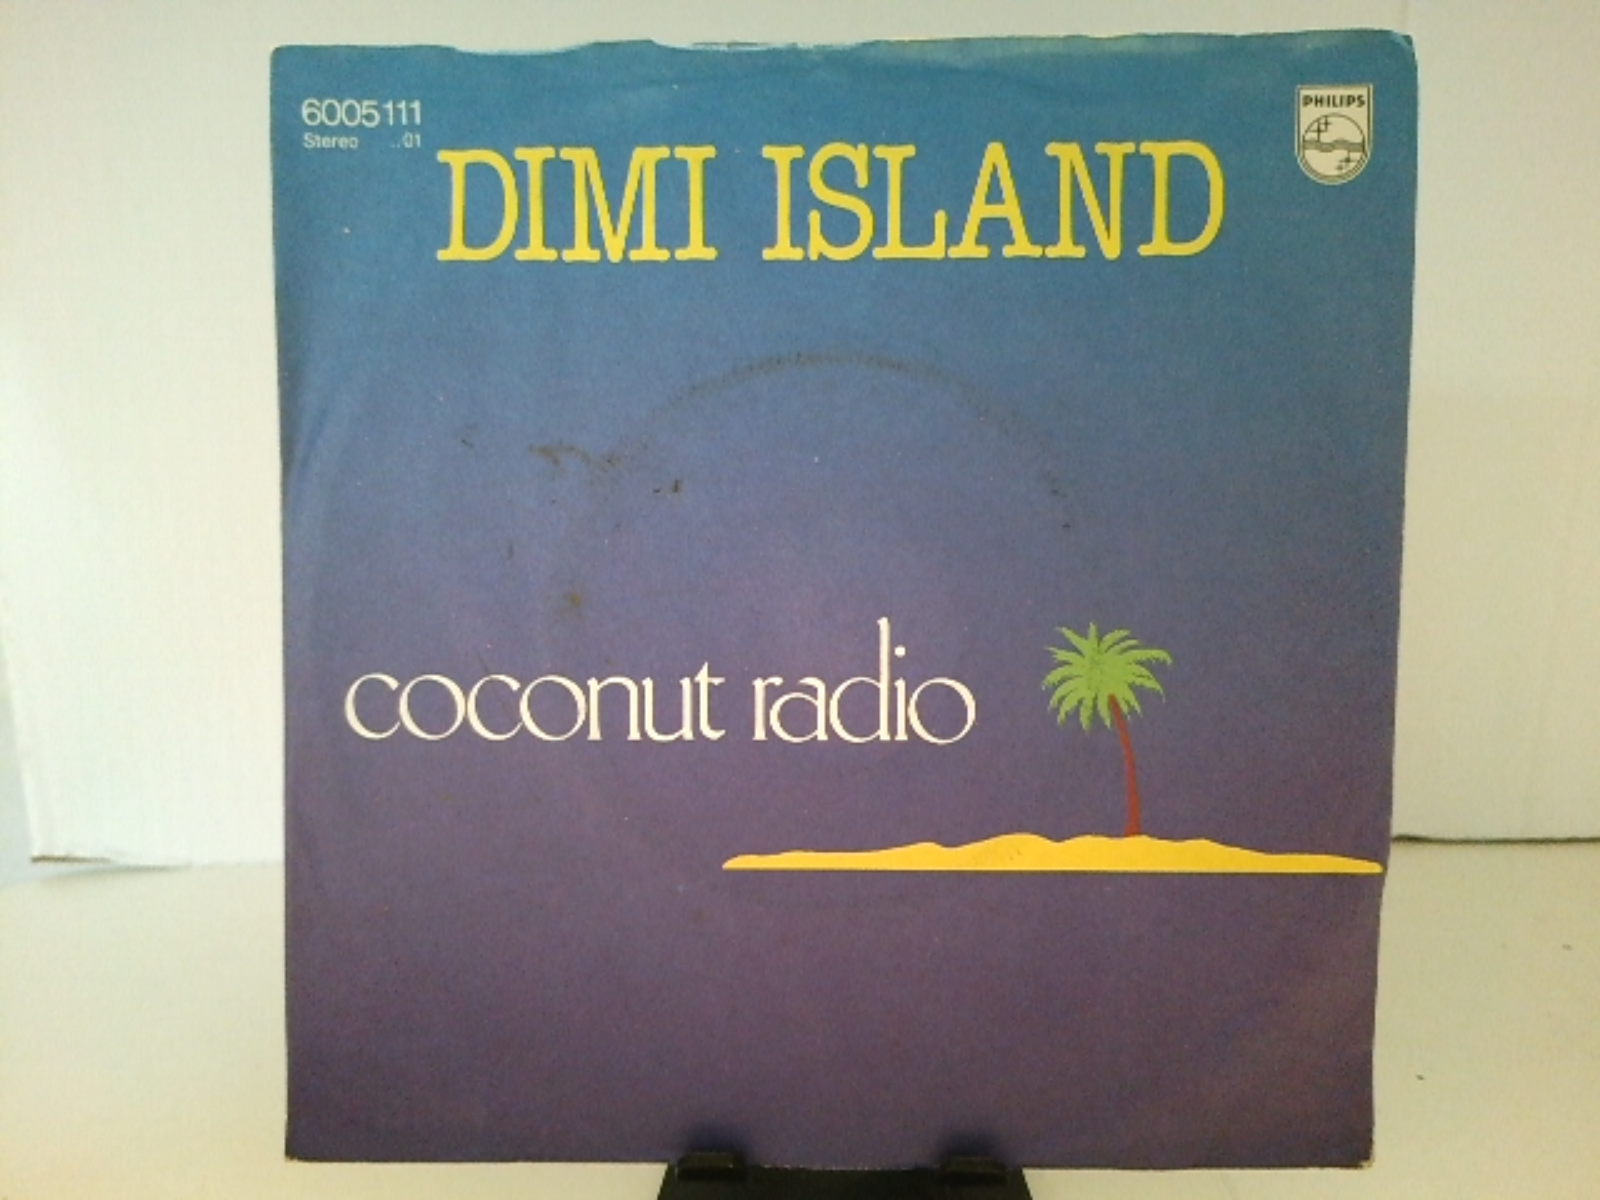 6005111
Stereo ..01
PHILIPS
DIMI ISLAND
coconut radio